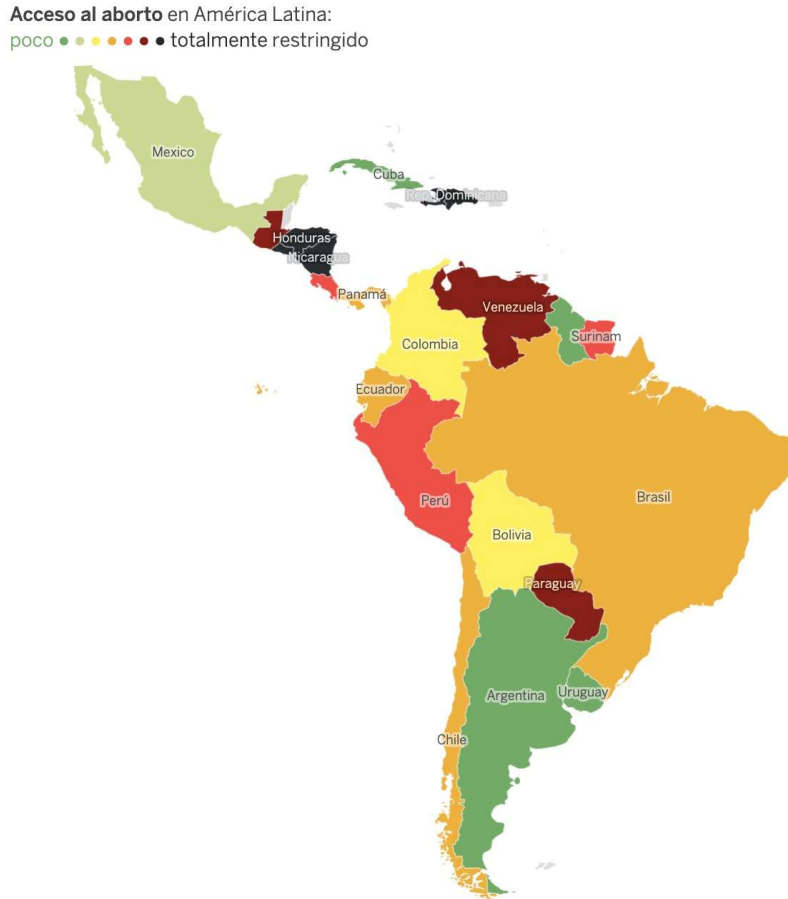 Acceso al aborto en América Latina:
poco totalmente restringido
Mexico
Cuba
Rep. Dominicana
Honduras
Nicaragua
Panamá
Venezuela
Colombia
Surinam
Ecuador
Brasil
Perú
Bolivia
Paraguay
Argentina
Uruguay
Chile